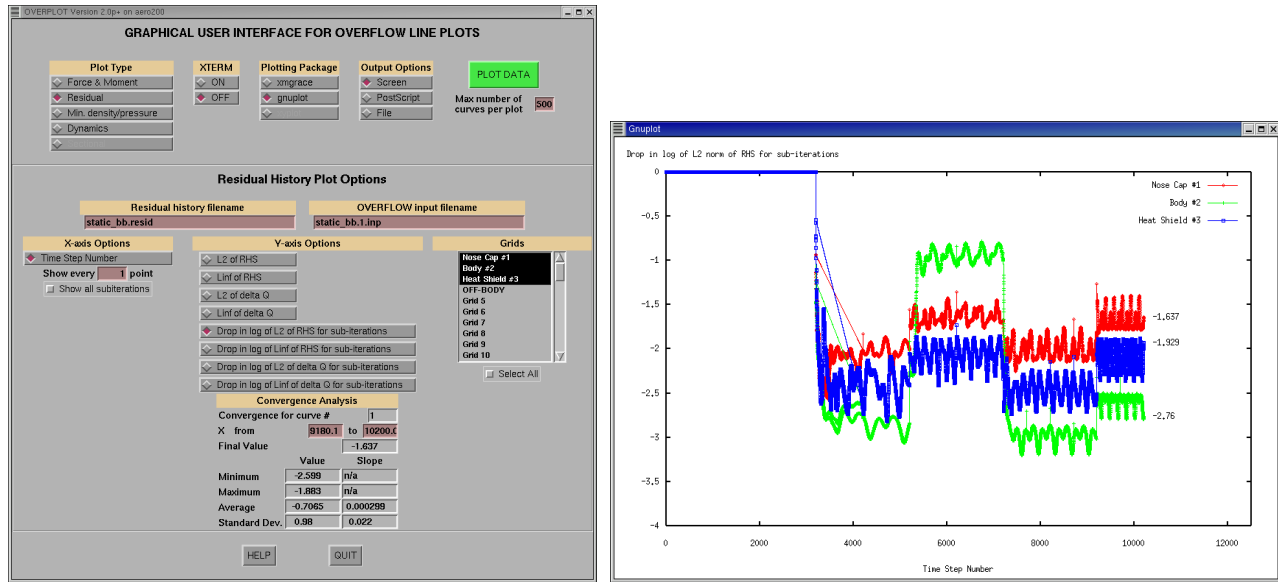 OVERPLOT Version 2.0p+ on aero200
GRAPHICAL USER INTERFACE FOR OVERFLOW LINE PLOTS
Plot Type
Force & Moment
Residual
Min. density/pressure
Dynamics
XTERM
ON
OFF
Plotting Package
xmgrace
gnuplot
Output Options
Screen
PostScript
File
PLOT DATA
Max number of
curves per plot
500
Residual History Plot Options
Residual history filename
static_bb.resid
OVERFLOW input filename
static_bb.1.inp
X-axis Options
Time Step Number
Show every 1 point
Show all subiterations
Y-axis Options
L2 of RHS
Linf of RHS
L2 of delta Q
Linf of delta Q
Drop in log of L2 of RHS for sub-iterations
Drop in log of Linf of RHS for sub-iterations
Drop in log of L2 of delta Q for sub-iterations
Drop in log of Linf of delta Q for sub-iterations
Grids
Nose Cap #1
Body #2
Heat Shield #3
OFF-BODY
Grid 5
Grid 6
Grid 7
Grid 8
Grid 9
Grid 10
Select All
Convergence Analysis
Convergence for curve # 1
X from 9180.1 to 10200.0
Final Value -1.637
Value Slope
Minimum -2.599 n/a
Maximum -1.883 n/a
Average -0.7065 0.000299
Standard Dev. 0.98 0.022
HELP QUIT
Gnuplot
Drop in log of L2 norm of RHS for sub-iterations
Nose Cap #1
Body #2
Heat Shield #3
0
-0.5
-1
-1.5
-2
-2.5
-3
-3.5
-4
-1.637
-1.929
-2.76
0 2000 4000 6000 8000 10000 12000
Time Step Number